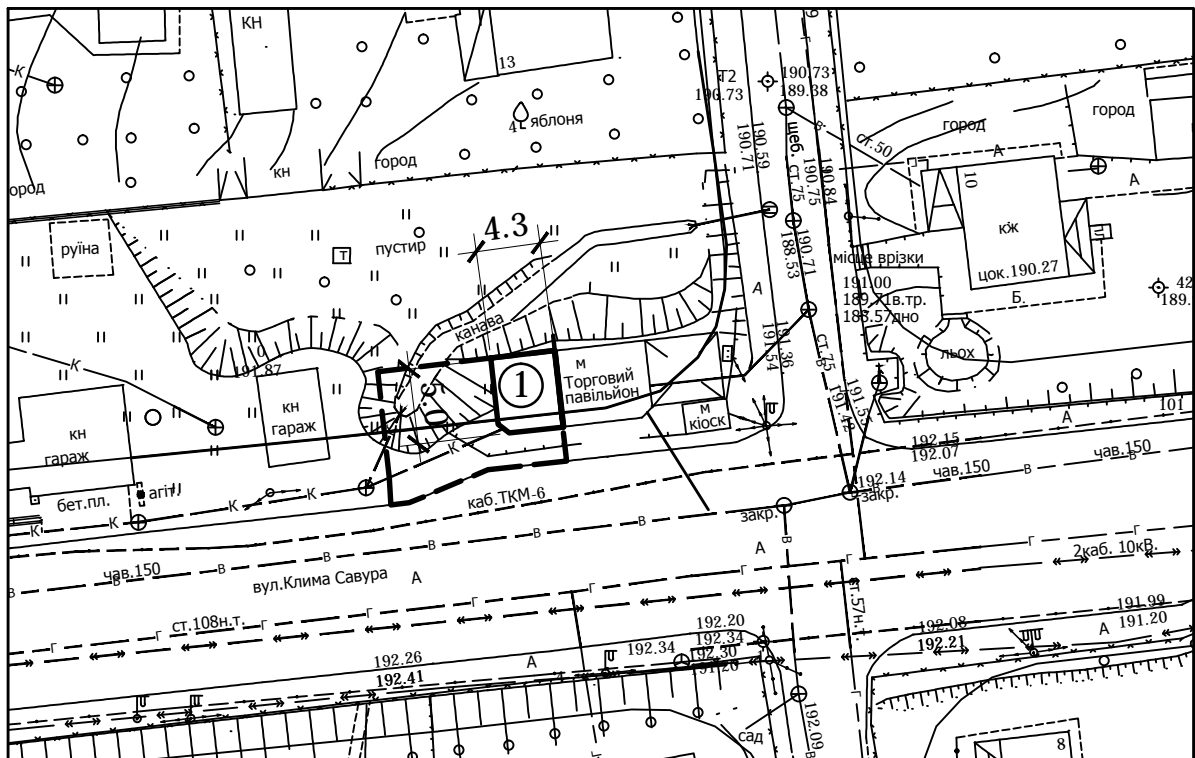 КН
13
К
Т2
190.73
190.73
189.38
4
яблоня
щеб.
в
ст.50
город
город
А
А
10
кж
цок.190.27
Б.
кн
город
ород
190.59
190.71
ст.75
190.75
190.84
руїна
т
пустир
4.3
190.71
188.53
місце врізки
191.00
189.71в.тр.
188.57дно
А
канава
льох
К
191.87
191.36
191.54
ст.75
191.55
191.42
м
Торговий
павільйон
1
м
кіоск
кн
гараж
кн
гараж
К
А
101
192.15
192.07
чав.150
чав.150
В
В
192.14
закр.
закр.
бет.пл.
агіт.
К
К
К
каб.ТКМ-6
В
В
В
В
чав.150
вул.Клима Савура
А
А
Г
Г
Г
Г
2каб. 10кВ.
ст.57н.т.
ст.108н.т.
192.20
192.34
192.30
191.20
192.34
192.08
192.21
191.99
191.20
А
192.26
192.41
А
сад
192.09
8